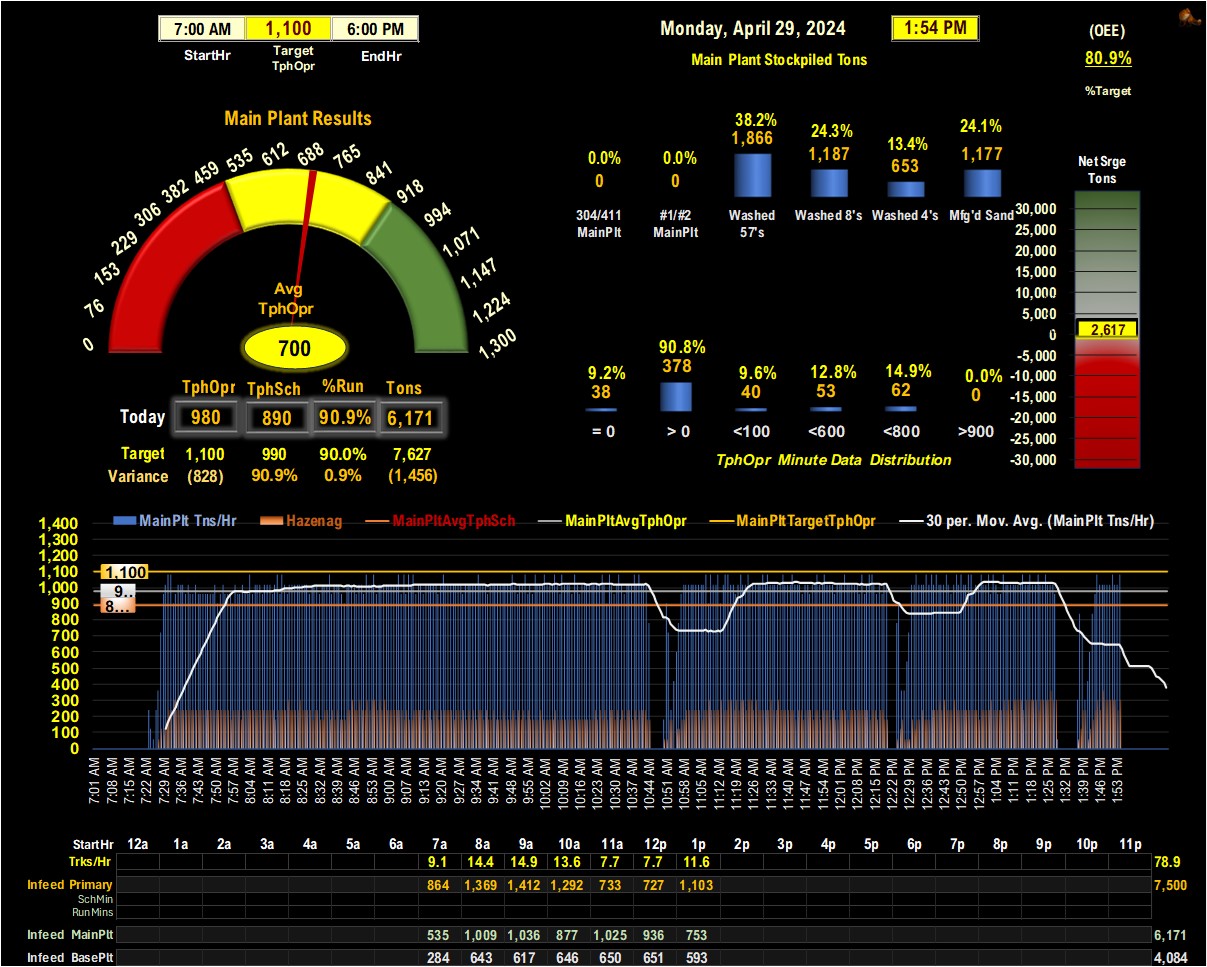 7:00 AM 1,100 6:00 PM
StartHr Target TphOpr EndHr
Monday, April 29, 2024 1:54 PM
Main Plant Stockpiled Tons
(OEE)
80.9%
%Target
Main Plant Results
0 76 153 229 306 382 459 535 612 688 765 841 918 994 1,071 1,147 1,224 1,300
Avg
TphOpr
700
38.2% 24.3% 13.4% 24.1%
0.0% 0.0% 1,866 1,187 653 1,177
0 0
304/411 #1/#2 Washed Washed 8's Washed 4's Mfg'd Sand
MainPlt MainPlt 57's
Net Srge
Tons
30,000
25,000
20,000
15,000
10,000
5,000
0 2,617
-5,000
-10,000
-15,000
-20,000
-25,000
-30,000
9.2% 90.8% 9.6% 12.8% 14.9% 0.0%
38 378 40 53 62 0
= 0 > 0 <100 <600 <800 >900
TphOpr Minute Data Distribution
TphOpr TphSch %Run Tons
Today 980 890 90.9% 6,171
Target 1,100 990 90.0% 7,627
Variance (828) 90.9% 0.9% (1,456)
MainPlt Tns/Hr Hazenag MainPltAvgTphSch MainPltAvgTphOpr MainPltTargetTphOpr 30 per. Mov. Avg. (MainPlt Tns/Hr)
1,400
1,300
1,200
1,100
1,000
900
800
700
600
500
400
300
200
100
0
1,100
9...
8...
7:01 AM 7:08 AM 7:15 AM 7:22 AM 7:29 AM 7:36 AM 7:43 AM 7:50 AM 7:57 AM 8:04 AM 8:11 AM 8:18 AM 8:25 AM 8:32 AM 8:39 AM 8:46 AM 8:53 AM 9:00 AM 9:07 AM 9:13 AM 9:20 AM 9:27 AM 9:34 AM 9:41 AM 9:48 AM 9:55 AM 10:02 AM 10:09 AM 10:16 AM 10:23 AM 10:30 AM 10:37 AM 10:44 AM 10:51 AM 10:58 AM 11:05 AM 11:12 AM 11:19 AM 11:26 AM 11:33 AM 11:40 AM 11:47 AM 11:54 AM 12:01 PM 12:08 PM 12:15 PM 12:22 PM 12:29 PM 12:36 PM 12:43 PM 12:50 PM 12:57 PM 1:04 PM 1:11 PM 1:18 PM 1:25 PM 1:32 PM 1:39 PM 1:46 PM 1:53 PM
StartHr 12a 1a 2a 3a 4a 5a 6a 7a 8a 9a 10a 11a 12p 1p 2p 3p 4p 5p 6p 7p 8p 9p 10p 11p
Trks/Hr 9.1 14.4 14.9 13.6 7.7 7.7 11.6 78.9
Infeed Primary 864 1,369 1,412 1,292 733 727 1,103 7,500
SchMin
RunMins
Infeed MainPlt 535 1,009 1,036 877 1,025 936 753 6,171
Infeed BasePlt 284 643 617 646 650 651 593 4,084